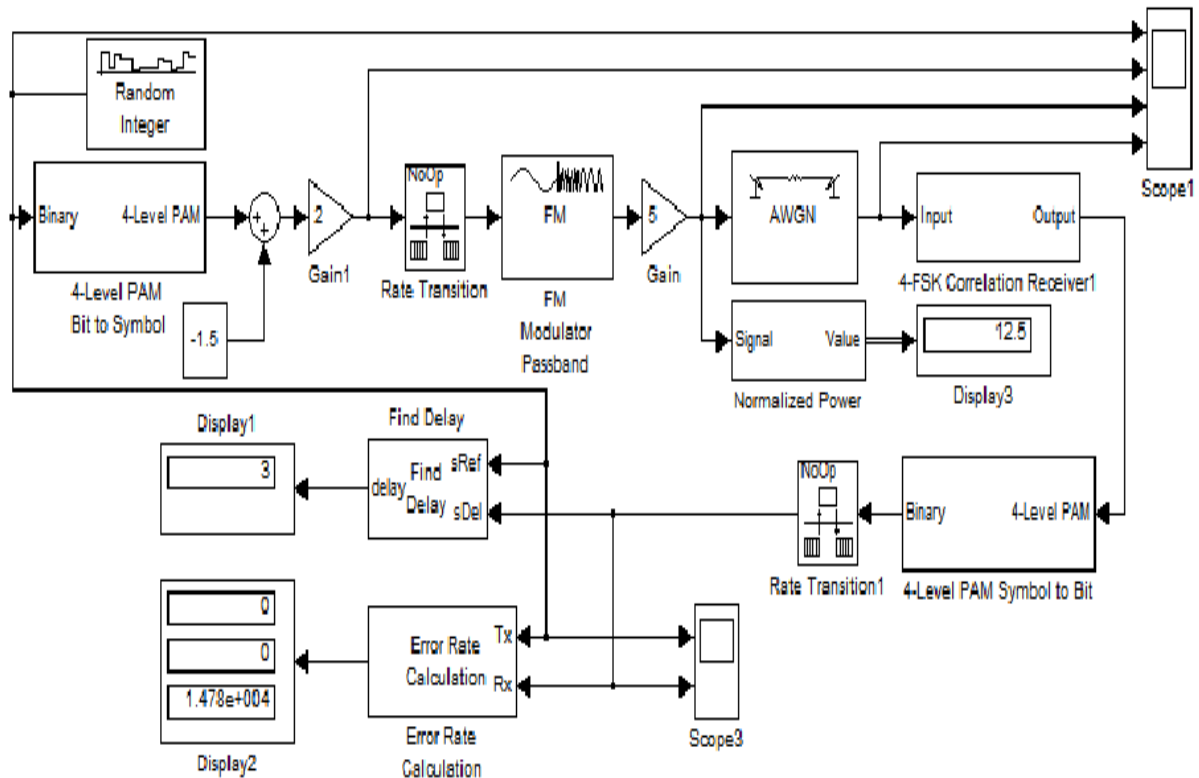 Random
Integer
Scope1
Binary
4-Level PAM
4-Level PAM
Bit to Symbol
+
+
-1.5
2
Gain1
NoOp
Rate Transition
FM
FM
Modulator
Passband
5
Gain
AWGN
Input
Output
4-FSK Correlation Receiver1
Signal
Value
Normalized Power
12.5
Display3
Display1
3
Find Delay
sRef
delay
Find
Delay
sDel
NoOp
Rate Transition1
Binary
4-Level PAM
4-Level PAM Symbol to Bit
0
0
1.478e+004
Display2
Error Rate
Calculation
Tx
Rx
Error Rate
Calculation
Scope3